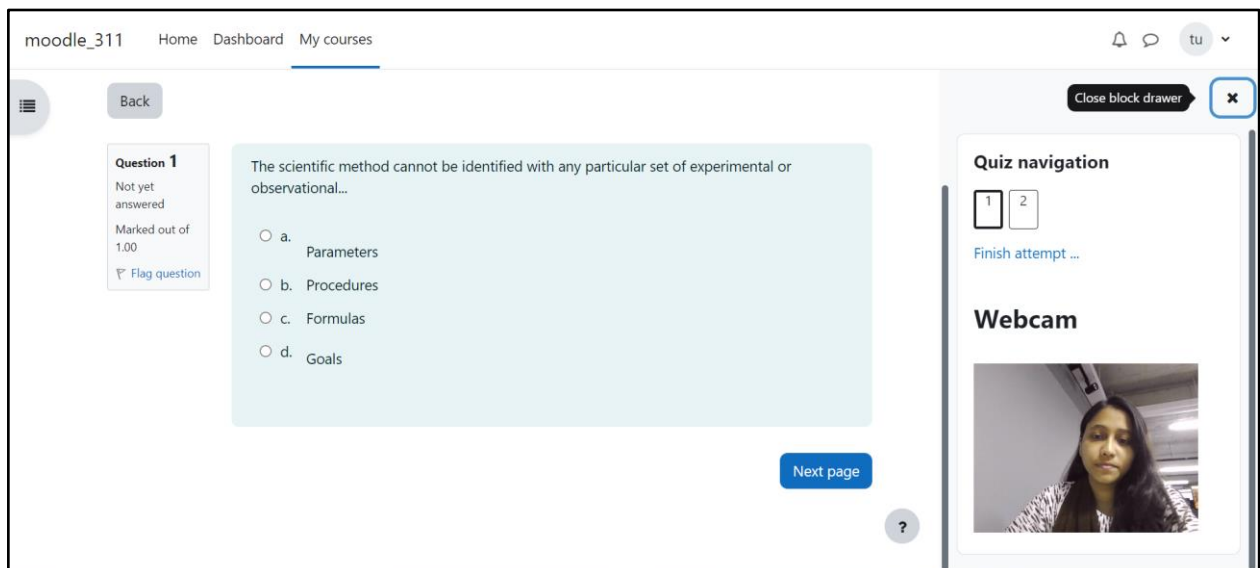 moodle_311 Home Dashboard My courses tu
Close block drawer
Back
Question 1
Not yet
answered
Marked out of
1.00
Flag question
The scientific method cannot be identified with any particular set of experimental or
observational...
a.
Parameters
b. Procedures
c. Formulas
d.
Goals
Next page
?
Quiz navigation
1 2
Finish attempt ...
Webcam